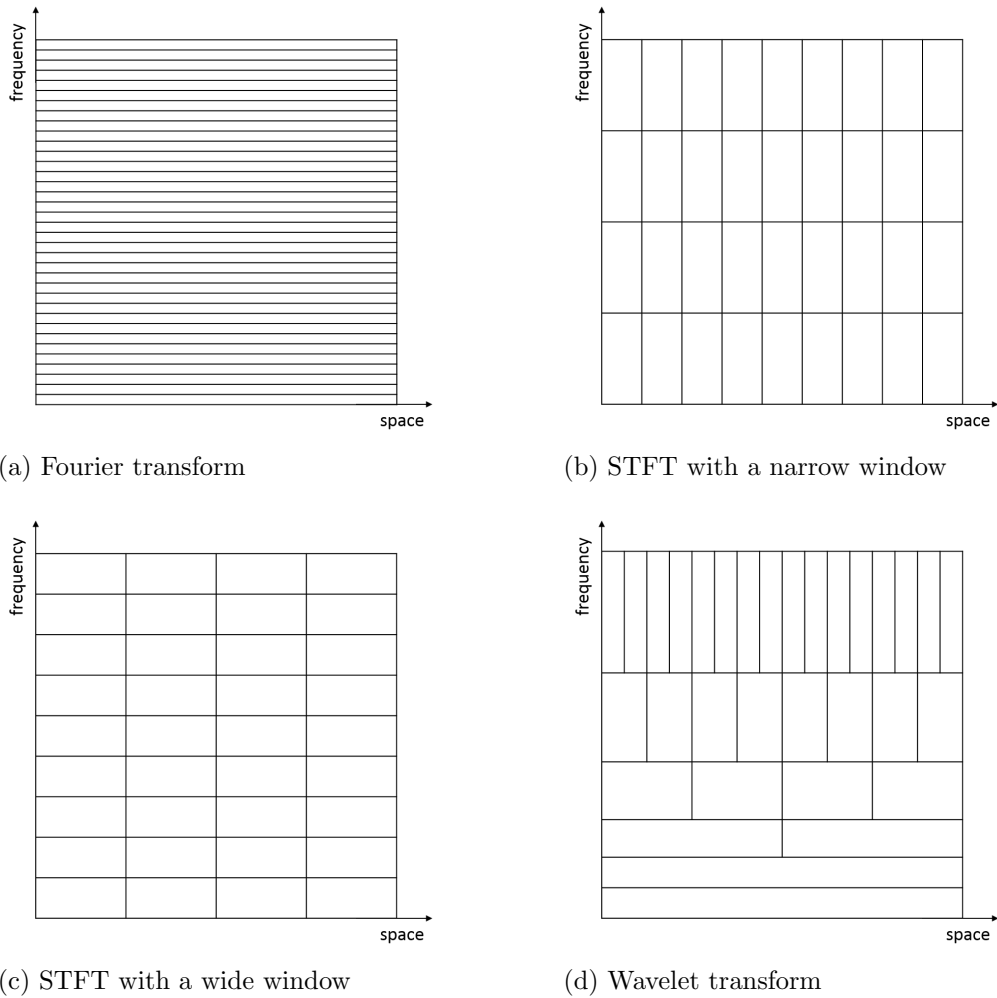 frequency
space
frequency
space
(a) Fourier transform
(b) STFT with a narrow window
frequency
space
frequency
space
(c) STFT with a wide window
(d) Wavelet transform